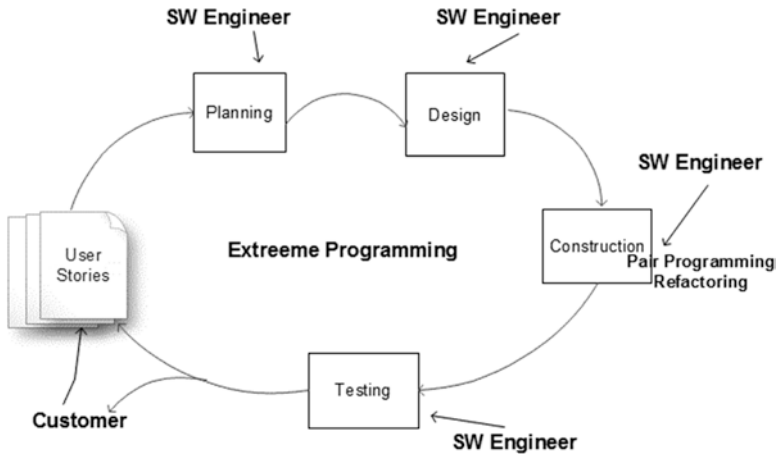 SW Engineer
SW Engineer
Planning
Design
SW Engineer
User
Stories
Extreeme Programming
Construction
Pair Programming
Refactoring
Testing
Customer
SW Engineer